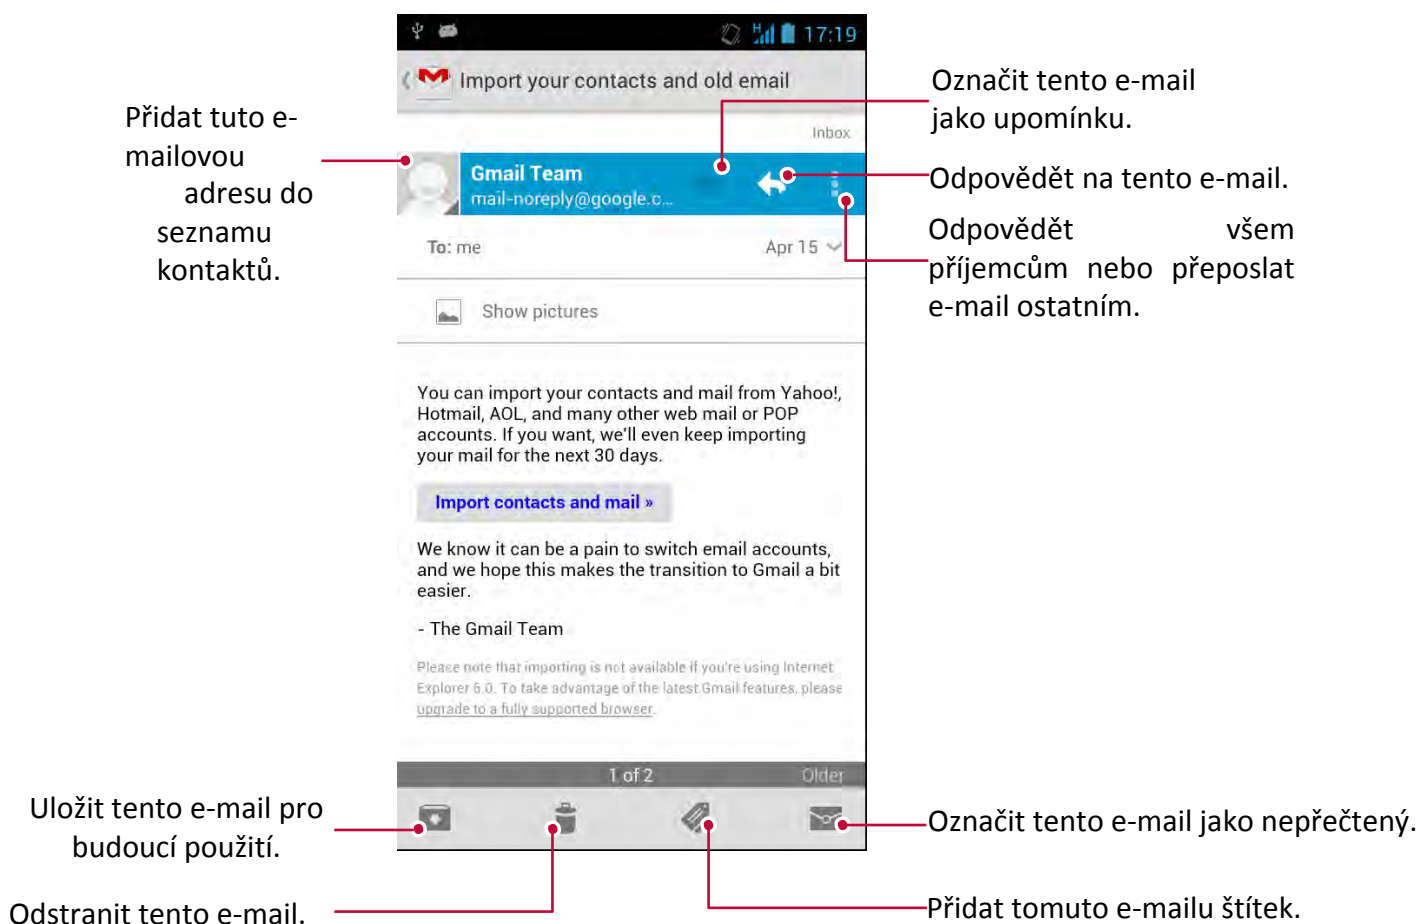 17:19
Import your contacts and old email
Inbox
Gmail Team
mail-noreply@google.c...
To: me
Apr 15
Show pictures
You can import your contacts and mail from Yahoo!,
Hotmail, AOL, and many other web mail or POP
accounts. If you want, we'll even keep importing
your mail for the next 30 days.
Import contacts and mail »
We know it can be a pain to switch email accounts,
and we hope this makes the transition to Gmail a bit
easier.
- The Gmail Team
Please note that importing is not available if you're using Internet
Explorer 6.0. To take advantage of the latest Gmail features, please
upgrade to a fully supported browser.
1 of 2
Older
Přidat tuto e-
mailovou
adresu do
seznamu
kontaktů.
Uložit tento e-mail pro
budoucí použití.
Odstranit tento e-mail.
Označit tento e-mail
jako upomínku.
Odpovědět na tento e-mail.
Odpovědět všem
příjemcům nebo přeposlat
e-mail ostatním.
Označit tento e-mail jako nepřečtený.
Přidat tomuto e-mailu štítek.